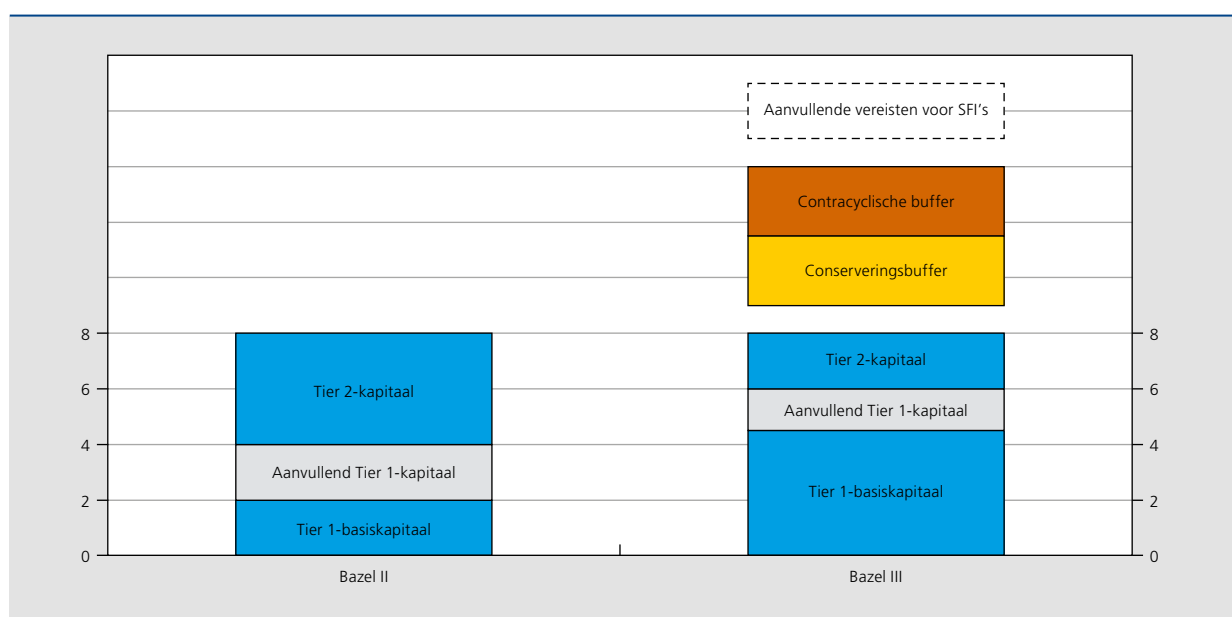 Aanvullende vereisten voor SFI's
Contracyclische buffer
Conserveringsbuffer
8 8
Tier 2-kapitaal Tier 2-kapitaal
6 6
Aanvullend Tier 1-kapitaal
4 4
Aanvullend Tier 1-kapitaal
Tier 1-basiskapitaal
2 2
Tier 1-basiskapitaal
0 0
Bazel II Bazel III